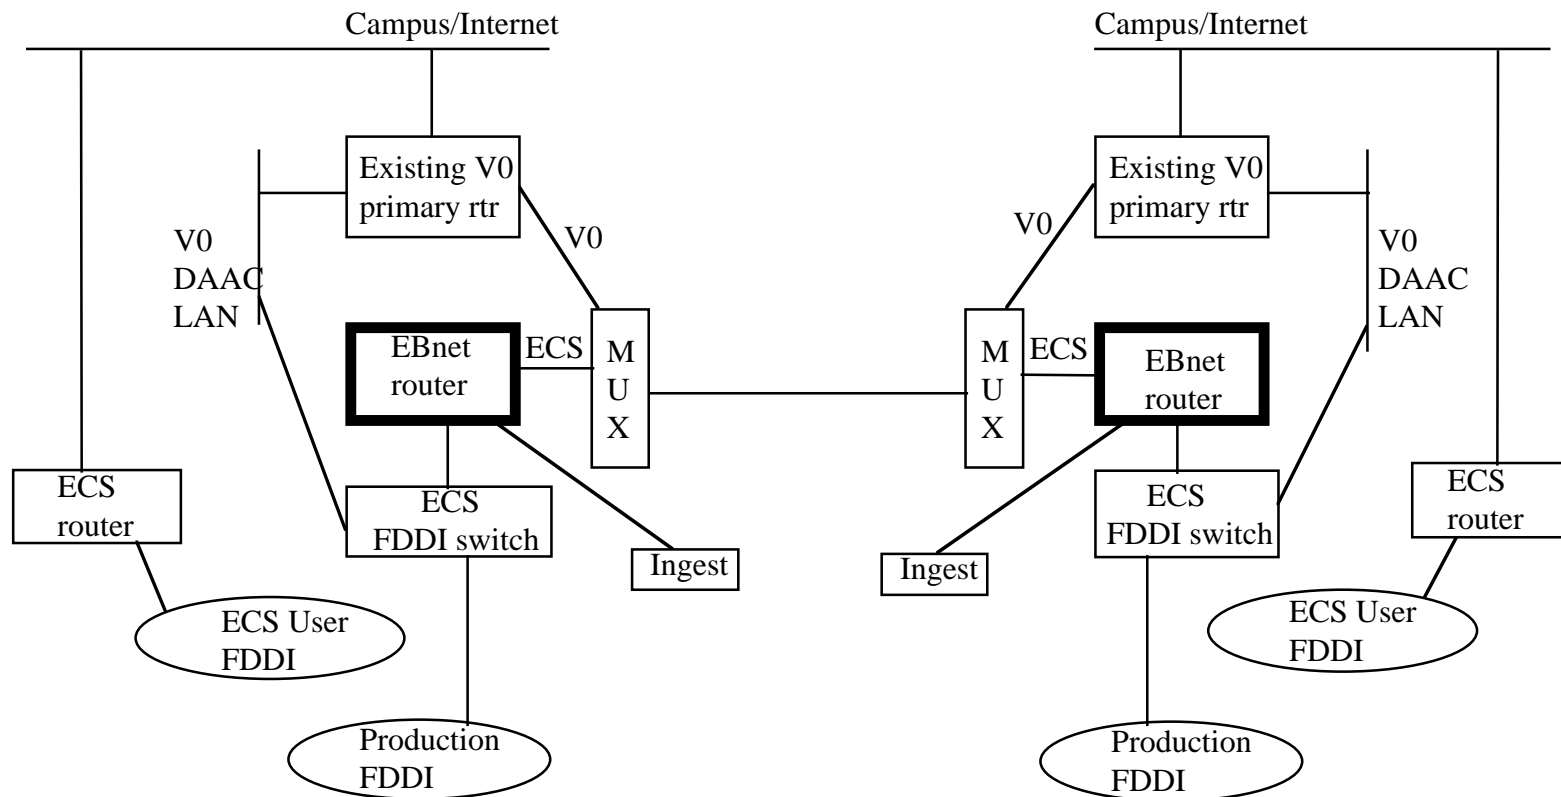 Campus/Internet
Campus/Internet
Existing V0
primary rtr
Existing V0
primary rtr
V0
V0
V0
DAAC
LAN
V0
DAAC
LAN
EBnet
router
ECS
M
U
X
M
U
X
ECS
EBnet
router
ECS
router
ECS
FDDI switch
Ingest
Ingest
ECS
FDDI switch
ECS
router
ECS User
FDDI
ECS User
FDDI
Production
FDDI
Production
FDDI